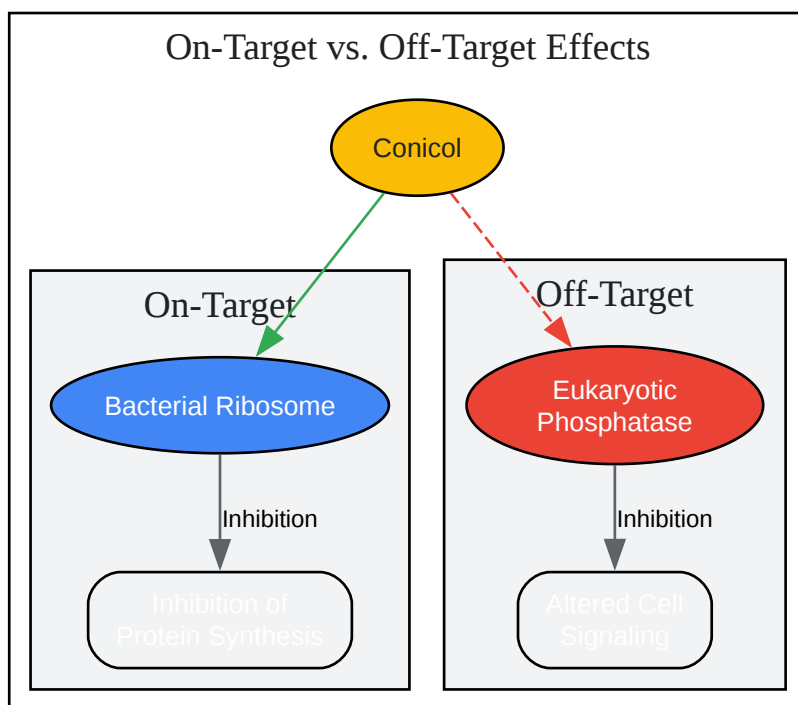 On-Target vs. Off-Target Effects
Conicol
On-Target
Off-Target
Bacterial Ribosome
Eukaryotic
Phosphatase
Inhibition
Inhibition
Inhibition of
Protein Synthesis
Altered Cell
Signaling